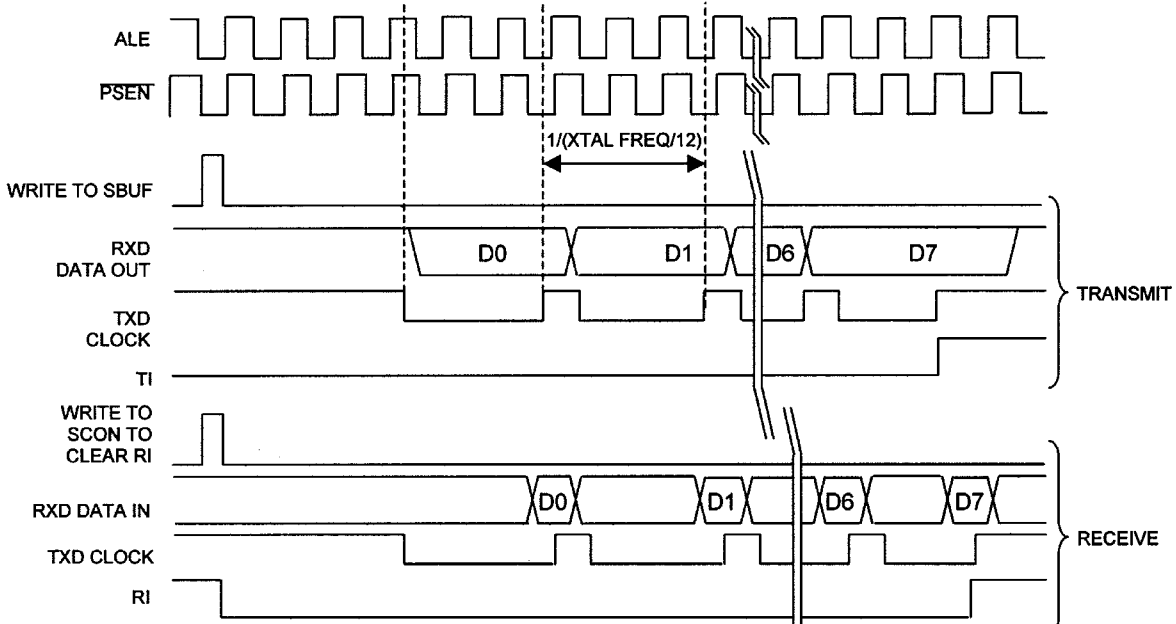 ALE
PSEN
1/(XTAL FREQ/12)
WRITE TO SBUF
RXD
DATA OUT
D0
D1
D6
D7
TXD
CLOCK
TI
TRANSMIT
WRITE TO
SCON TO
CLEAR RI
RXD DATA IN
D0
D1
D6
D7
TXD CLOCK
RI
RECEIVE